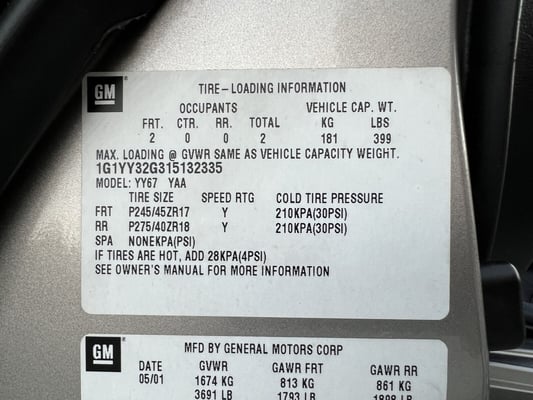 GM
TIRE-LOADING INFORMATION
OCCUPANTS VEHICLE CAP. WT.
FRT. CTR. RR. TOTAL KG LBS
2 0 0 2 181 399
MAX. LOADING @ GVWR SAME AS VEHICLE CAPACITY WEIGHT.
1G1YY32G315132335
MODEL: YY67 YAA
TIRE SIZE SPEED RTG COLD TIRE PRESSURE
FRT P245/45ZR17 Y 210KPA(30PSI)
RR P275/40ZR18 Y 210KPA(30PSI)
SPA NONEKPA(PSI)
IF TIRES ARE HOT, ADD 28KPA(4PSI)
SEE OWNER'S MANUAL FOR MORE INFORMATION
GM
MFD BY GENERAL MOTORS CORP
DATE GVWR GAWR FRT GAWR RR
05/01 1674 KG 813 KG 861 KG
3691 LB 1793 LB 1898 LB